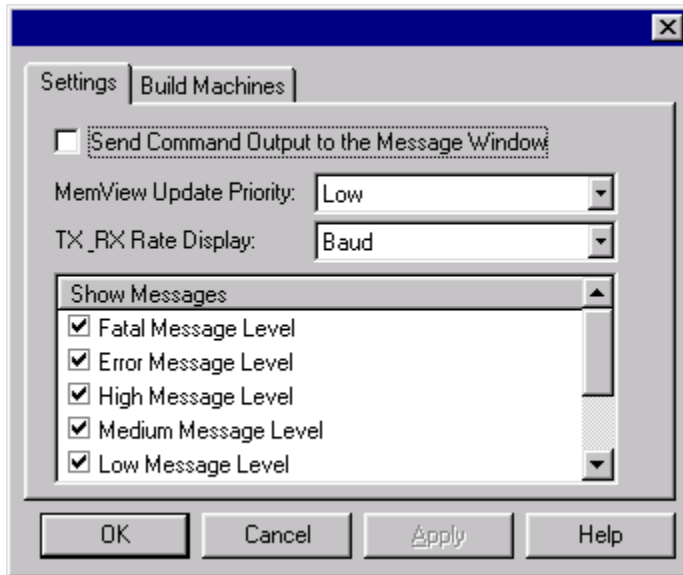 Settings
Build Machines
Send Command Output to the Message Window
MemView Update Priority:
Low
TX_RX Rate Display:
Baud
Show Messages
Fatal Message Level
Error Message Level
High Message Level
Medium Message Level
Low Message Level
OK
Cancel
Apply
Help